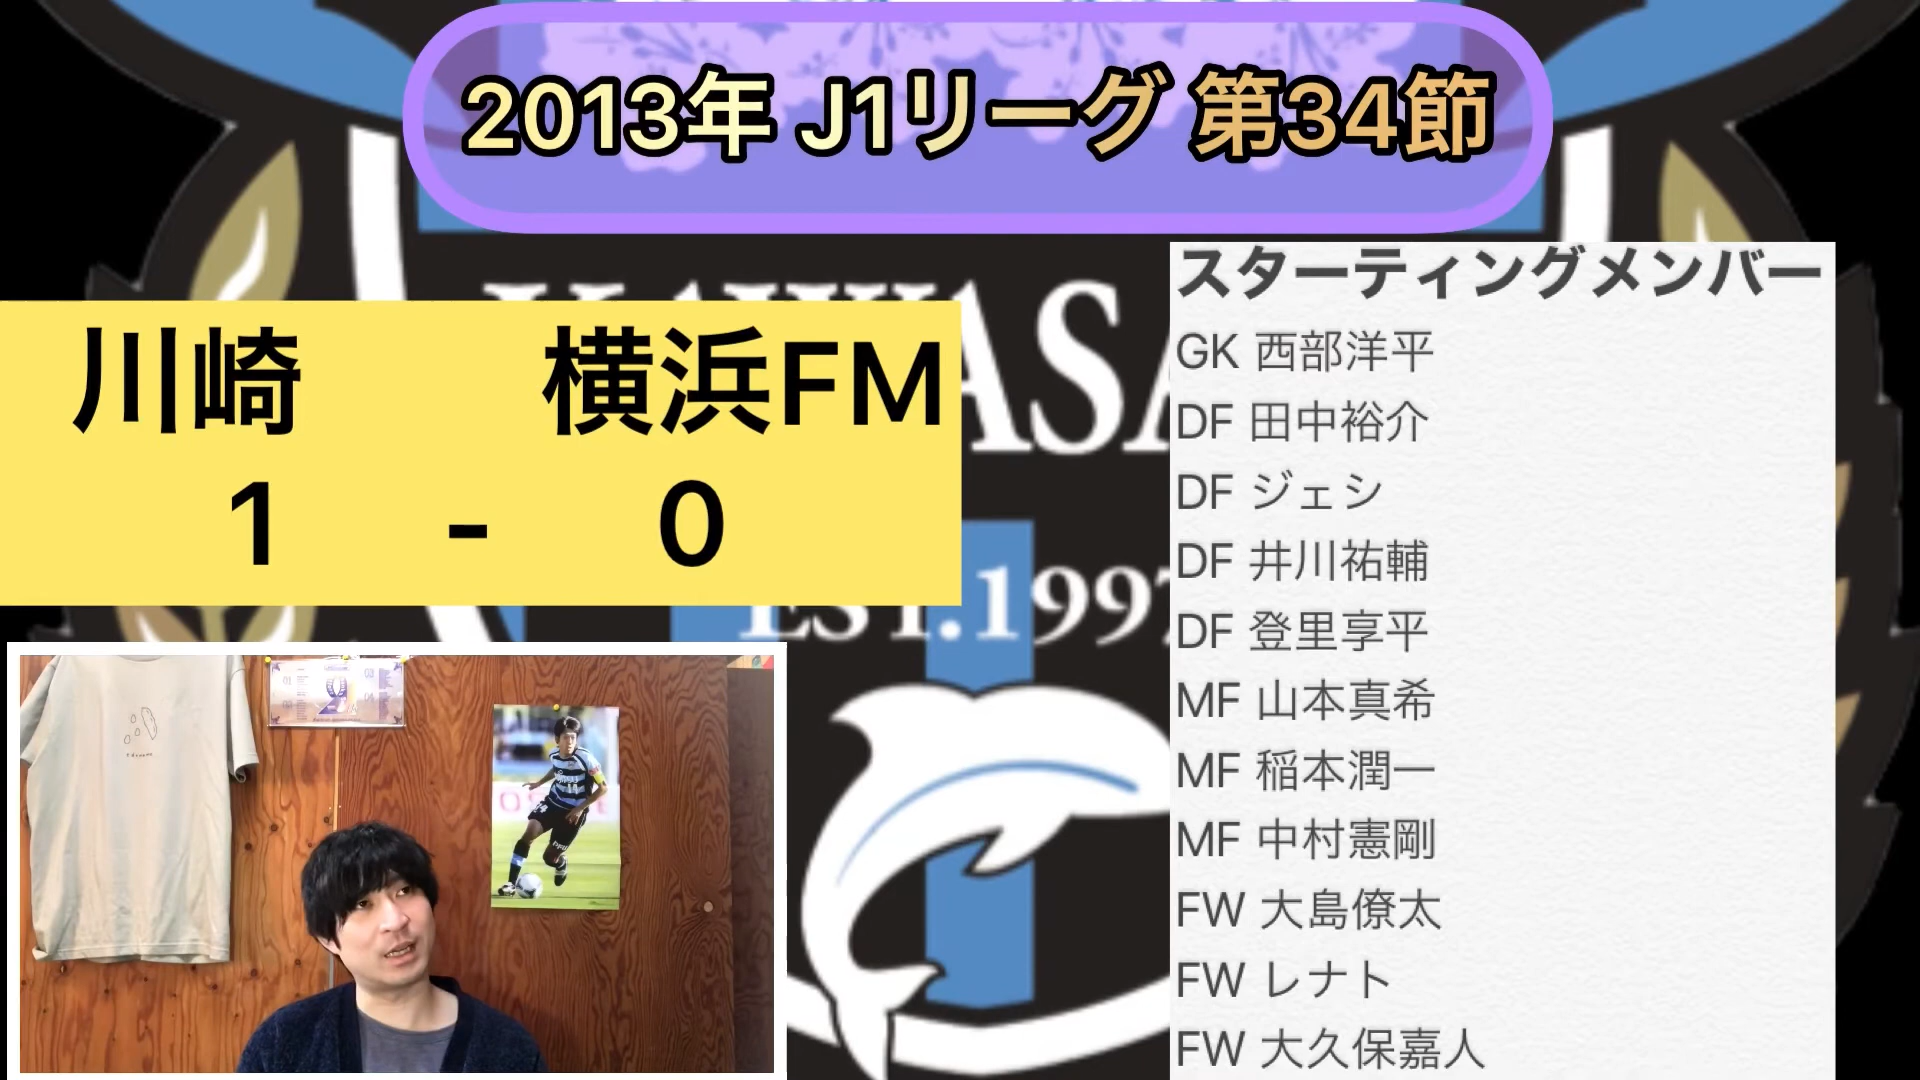 2013年 J1リーグ 第34節
川崎 横浜FM
1 - 0
スターティングメンバー
GK 西部洋平
DF 田中裕介
DF ジェシ
DF 井川祐輔
DF 登里享平
MF 山本真希
MF 稲本潤一
MF 中村憲剛
FW 大島僚太
FW レナト
FW 大久保嘉人
EST.1997